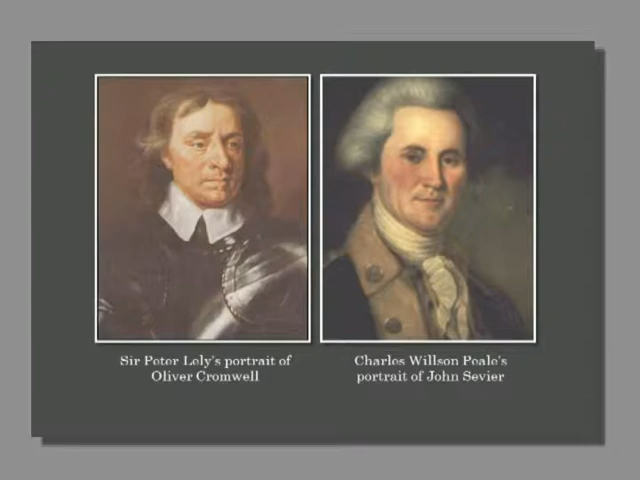 Sir Peter Lely's portrait of
Oliver Cromwell
Charles Willson Peale's
portrait of John Sevier